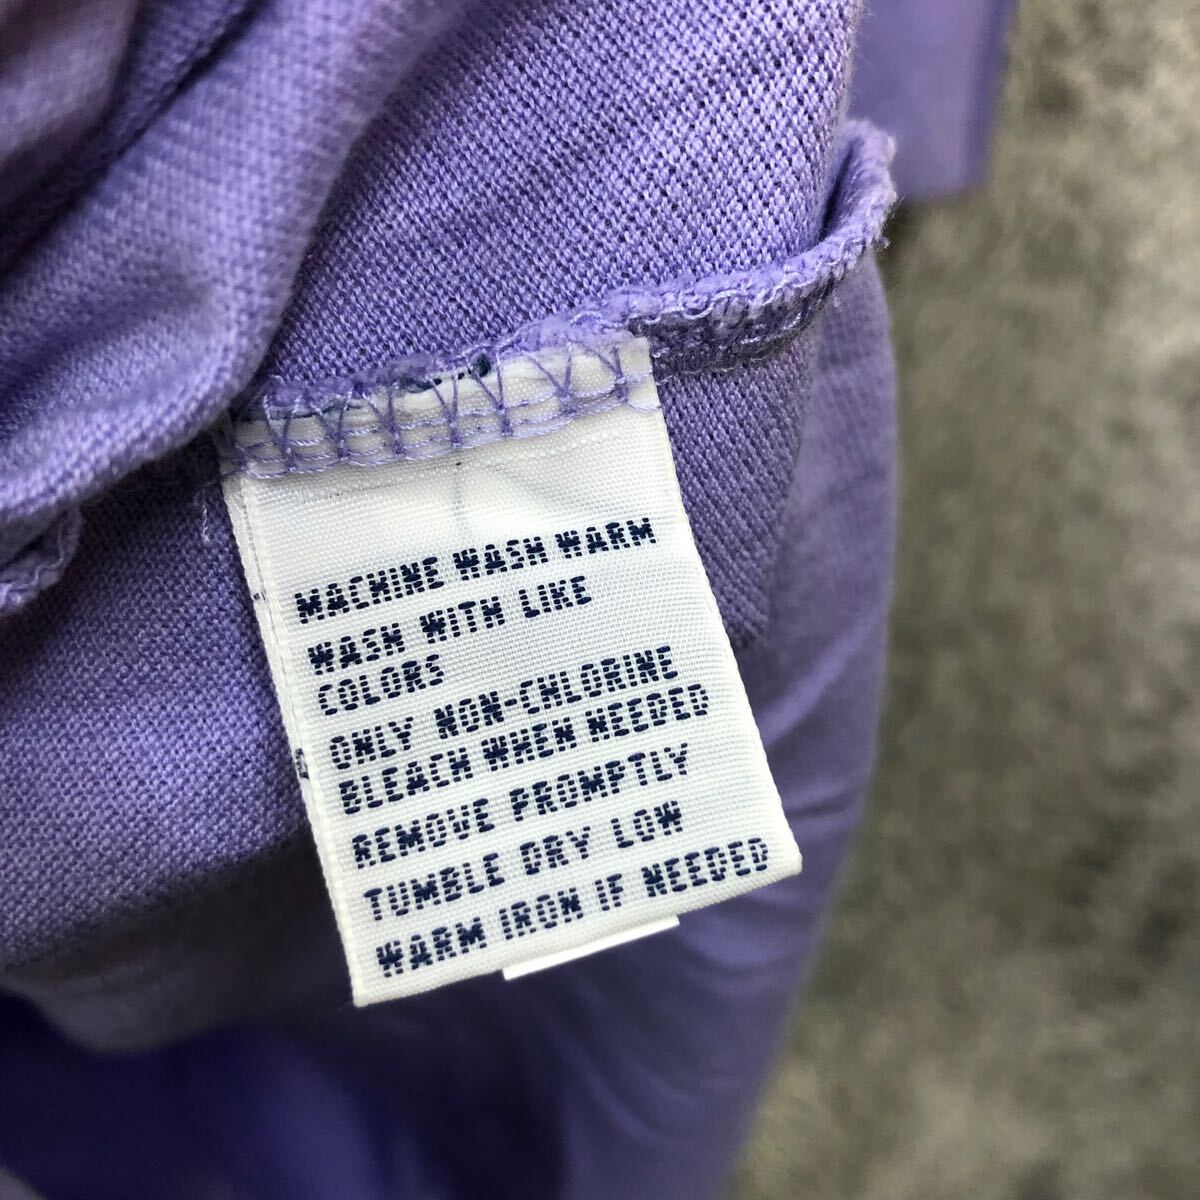 MACHINE WASH WARM
WASH WITH LIKE
COLORS
ONLY NON-CHLORINE
BLEACH WHEN NEEDED
REMOVE PROMPTLY
TUMBLE DRY LOW
WARM IRON IF NEEDED